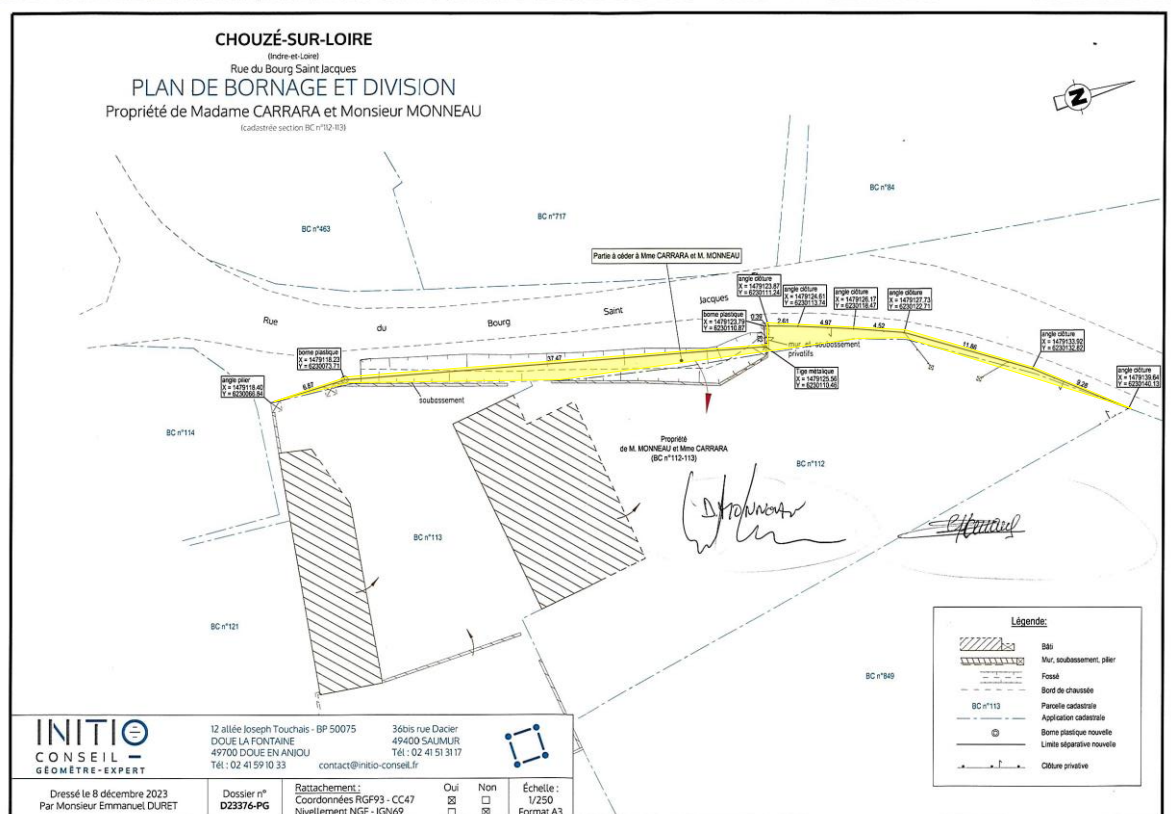 CHOUZÉ-SUR-LOIRE
(Indre-et-Loire)
Rue du Bourg Saint Jacques
PLAN DE BORNAGE ET DIVISION
Propriété de Madame CARRARA et Monsieur MONNEAU
(cadastrée section BC n°112-113)
N
BC n°84
BC n°717
BC n°463
Partie à céder à Mme CARRARA et M. MONNEAU
angle clôture
X = 1479123.87
Y = 6230111.24
angle clôture
X = 1479124.61
Y = 6230113.74
angle clôture
X = 1479126.17
Y = 6230118.47
angle clôture
X = 1479127.73
Y = 6230122.71
Rue du Bourg Saint Jacques
borne plastique
X = 1479123.79
Y = 6230110.87
0.39
2.61
4.97
4.52
1.82
mur et soubassement
privatifs
angle clôture
X = 1479133.92
Y = 6230132.82
11.86
9.28
angle clôture
X = 1479139.64
Y = 6230140.13
borne plastique
X = 1479118.23
Y = 6230073.71
37.47
Tige métalique
X = 1479125.56
Y = 6230110.46
angle pilier
X = 1479118.40
Y = 6230066.84
6.87
soubassement
BC n°114
Propriété
de M. MONNEAU et Mme CARRARA
(BC n°112-113)
BC n°112
D. MONNEAU
BC n°113
BC n°121
BC n°849
Légende:
Bâti
Mur, soubassement, pilier
Fossé
Bord de chaussée
BC n°113 Parcelle cadastrale
Application cadastrale
Borne plastique nouvelle
Limite séparative nouvelle
Clôture privative
INITIO
CONSEIL
GÉOMÈTRE-EXPERT
12 allée Joseph Touchais - BP 50075
DOUE LA FONTAINE
49700 DOUE EN ANJOU
Tél : 02 41 59 10 33
contact@initio-conseil.fr
36bis rue Dacier
49400 SAUMUR
Tél : 02 41 51 31 17
Dressé le 8 décembre 2023
Par Monsieur Emmanuel DURET
Dossier n°
D23376-PG
Rattachement : Oui Non
Coordonnées RGF93 - CC47
Nivellement NGF - IGN69
Échelle :
1/250
Format A3